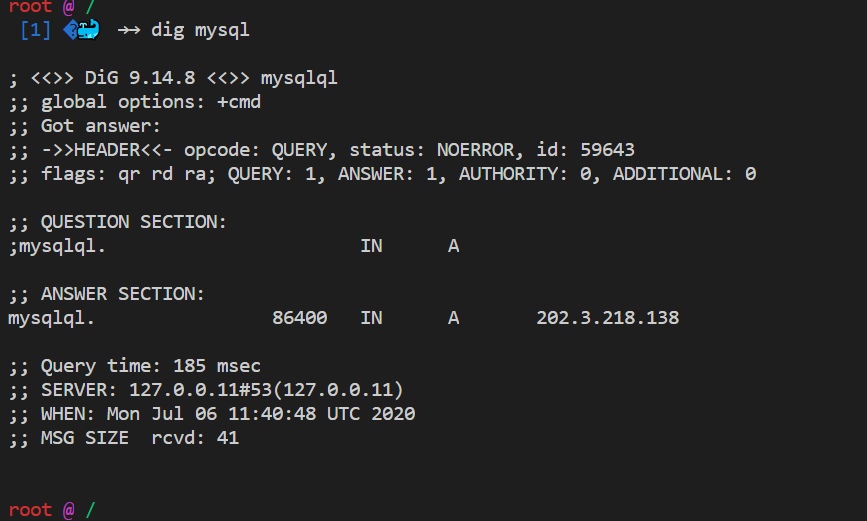 root @ /
[1] �🐳 →→ dig mysql
; <<>> DiG 9.14.8 <<>> mysqlql
;; global options: +cmd
;; Got answer:
;; ->>HEADER<<- opcode: QUERY, status: NOERROR, id: 59643
;; flags: qr rd ra; QUERY: 1, ANSWER: 1, AUTHORITY: 0, ADDITIONAL: 0
;; QUESTION SECTION:
;mysqlql. IN A
;; ANSWER SECTION:
mysqlql. 86400 IN A 202.3.218.138
;; Query time: 185 msec
;; SERVER: 127.0.0.11#53(127.0.0.11)
;; WHEN: Mon Jul 06 11:40:48 UTC 2020
;; MSG SIZE rcvd: 41
root @ /